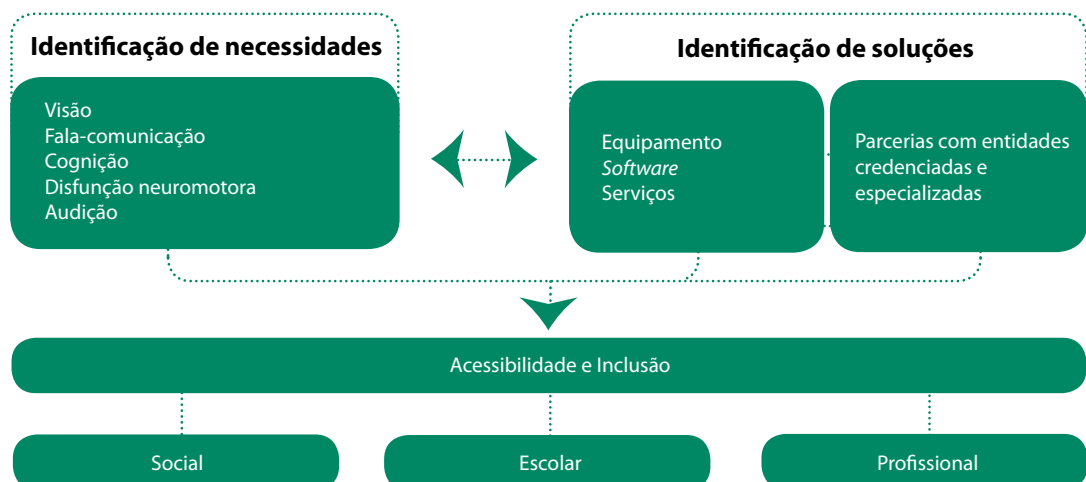 Identificação de necessidades
Visão
Fala-comunicação
Cognição
Disfunção neuromotora
Audição
Identificação de soluções
Equipamento
Software
Serviços
Parcerias com entidades
credenciadas e
especializadas
Acessibilidade e Inclusão
Social
Escolar
Profissional